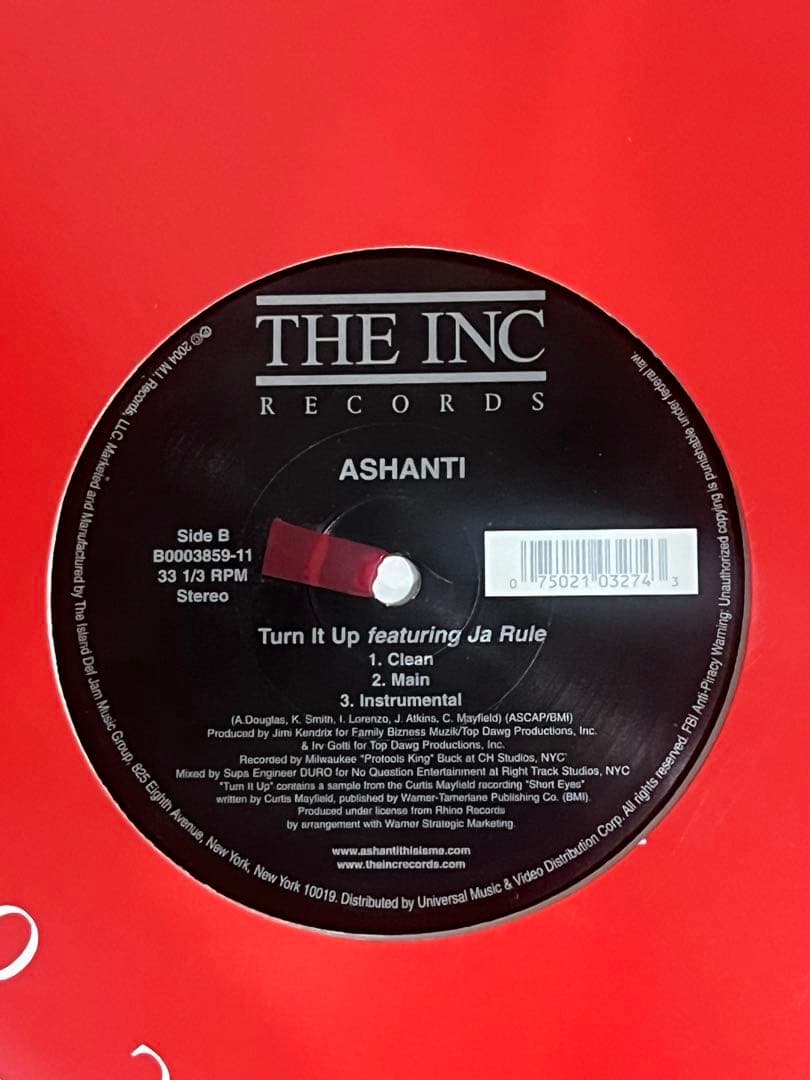 THE INC
RECORDS
ASHANTI
Side B
B0003859-11
33 1/3 RPM
Stereo
0 75021 03274 3
Turn It Up featuring Ja Rule
1. Clean
2. Main
3. Instrumental
(A.Douglas, K. Smith, I. Lorenzo, J. Atkins, C. Mayfield) (ASCAP/BMI)
Produced by Jimi Kendrix for Family Bizness Muzik/Top Dawg Productions, Inc.
& Irv Gotti for Top Dawg Productions, Inc.
Recorded by Milwaukee "Protools King" Buck at CH Studios, NYC
Mixed by Supa Engineer DURO for No Question Entertainment at Right Track Studios, NYC
"Turn It Up" contains a sample from the Curtis Mayfield recording "Short Eyes"
written by Curtis Mayfield, published by Warner-Tamerlane Publishing Co. (BMI).
Produced under license from Rhino Records
by arrangement with Warner Strategic Marketing.
www.ashantithisisme.com
www.theincrecords.com
℗© 2004 M.I. Records, LLC. Marketed and Manufactured by The Island Def Jam Music Group, 825 Eighth Avenue, New York, New York 10019. Distributed by Universal Music & Video Distribution Corp. All rights reserved. FBI Anti-Piracy Warning: Unauthorized copying is punishable under federal law.